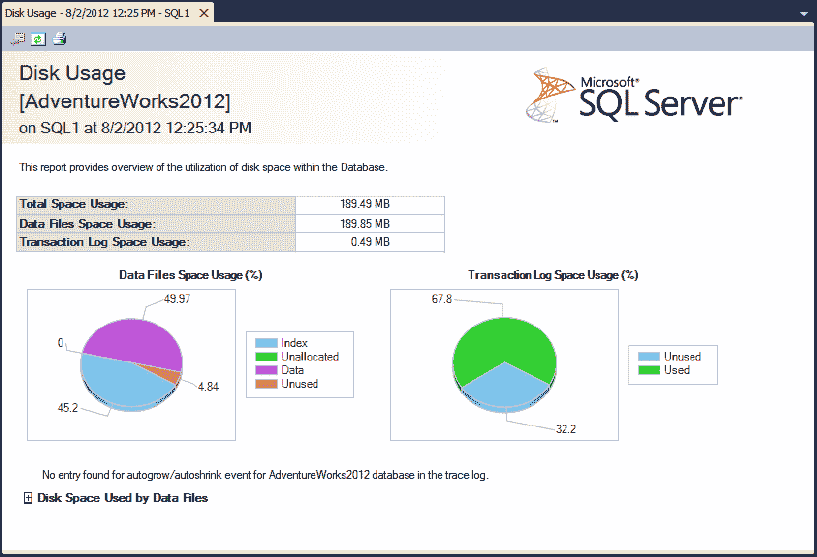 Disk Usage - 8/2/2012 12:25 PM - SQL1
Disk Usage
[AdventureWorks2012]
on SQL1 at 8/2/2012 12:25:34 PM
Microsoft®
SQL Server®
This report provides overview of the utilization of disk space within the Database.
Total Space Usage: 189.49 MB
Data Files Space Usage: 189.85 MB
Transaction Log Space Usage: 0.49 MB
Data Files Space Usage (%)
49.97
0
4.84
45.2
Index
Unallocated
Data
Unused
Transaction Log Space Usage (%)
67.8
32.2
Unused
Used
No entry found for autogrow/autoshrink event for AdventureWorks2012 database in the trace log.
Disk Space Used by Data Files